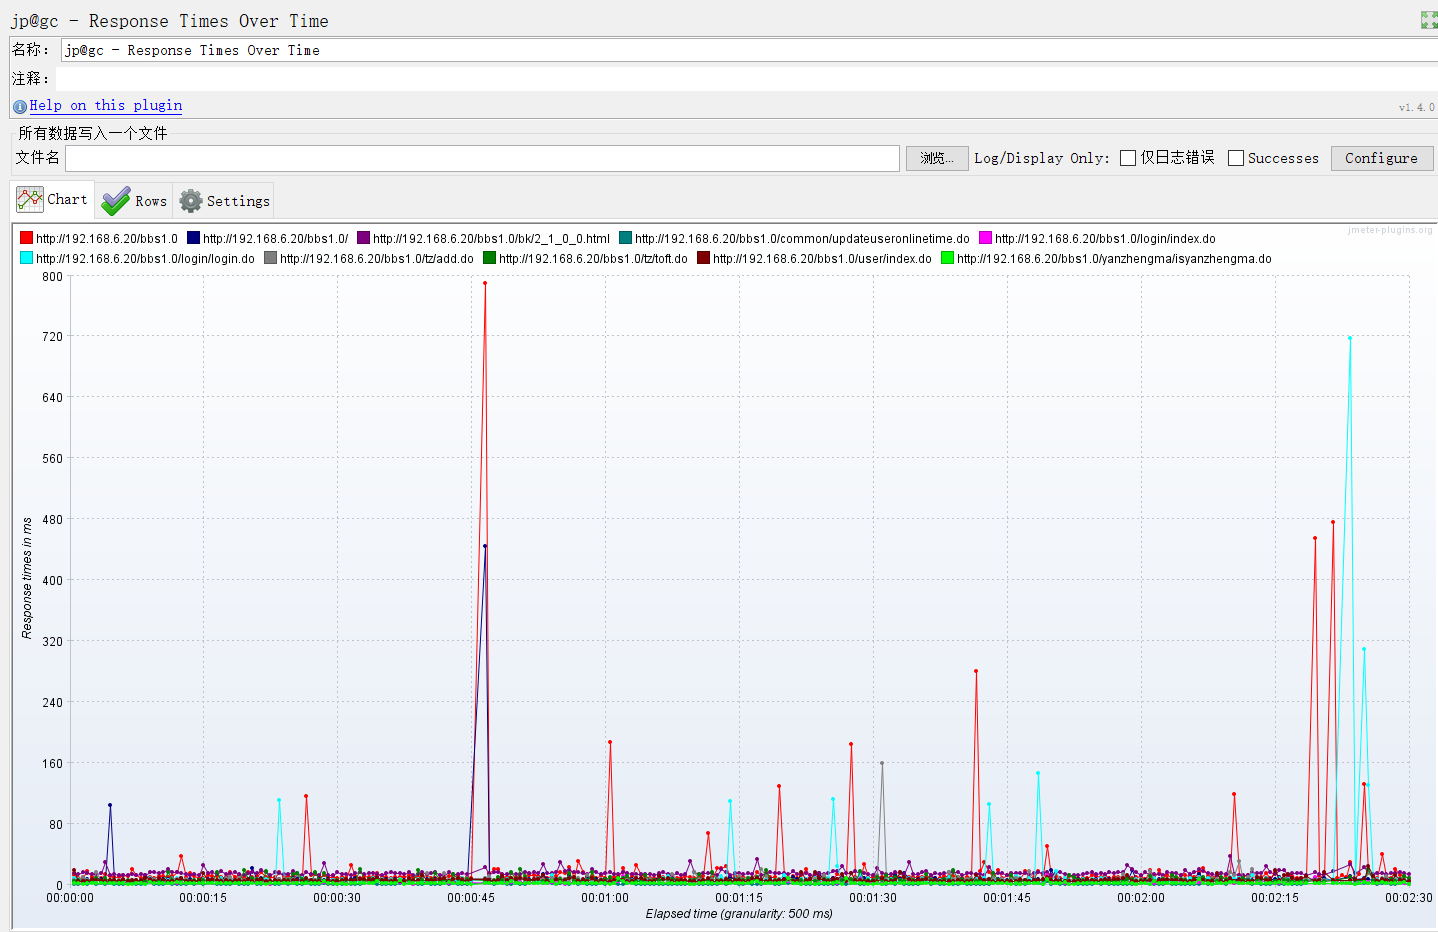 jp@gc - Response Times Over Time
名称： jp@gc - Response Times Over Time
注释：
Help on this plugin v1.4.0
所有数据写入一个文件
文件名 浏览... Log/Display Only: 仅日志错误 Successes Configure
Chart Rows Settings
jmeter-plugins.org
http://192.168.6.20/bbs1.0 http://192.168.6.20/bbs1.0/ http://192.168.6.20/bbs1.0/bk/2_1_0_0.html http://192.168.6.20/bbs1.0/common/updateuseronlinetime.do http://192.168.6.20/bbs1.0/login/index.do
http://192.168.6.20/bbs1.0/login/login.do http://192.168.6.20/bbs1.0/tz/add.do http://192.168.6.20/bbs1.0/tz/toft.do http://192.168.6.20/bbs1.0/user/index.do http://192.168.6.20/bbs1.0/yanzhengma/isyanzhengma.do
800
720
640
560
480
400
320
240
160
80
0
Response times in ms
00:00:00 00:00:15 00:00:30 00:00:45 00:01:00 00:01:15 00:01:30 00:01:45 00:02:00 00:02:15 00:02:30
Elapsed time (granularity: 500 ms)